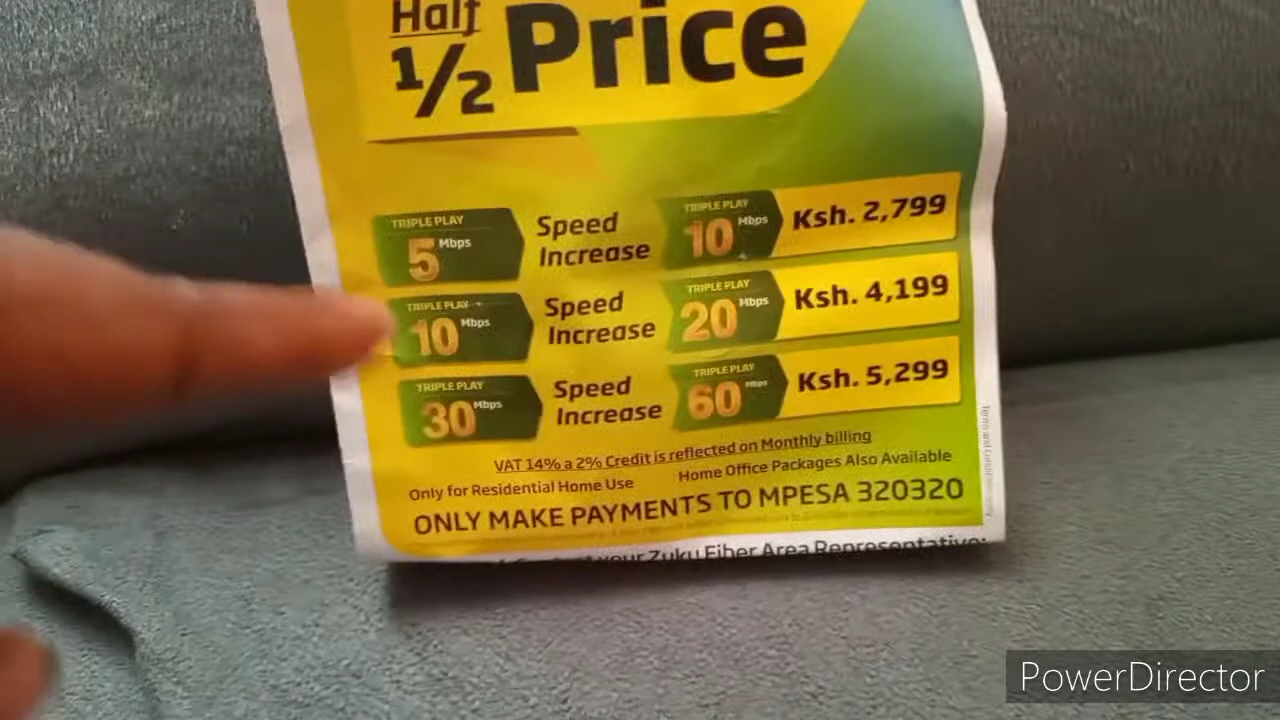 Half
1/2 Price
TRIPLE PLAY
5 Mbps
Speed Increase
TRIPLE PLAY
10 Mbps
Ksh. 2,799
TRIPLE PLAY
10 Mbps
Speed Increase
TRIPLE PLAY
20 Mbps
Ksh. 4,199
TRIPLE PLAY
30 Mbps
Speed Increase
TRIPLE PLAY
60 Mbps
Ksh. 5,299
VAT 14% a 2% Credit is reflected on Monthly billing
Only for Residential Home Use
Home Office Packages Also Available
ONLY MAKE PAYMENTS TO MPESA 320320
your Zuku Fiber Area Representative:
PowerDirector